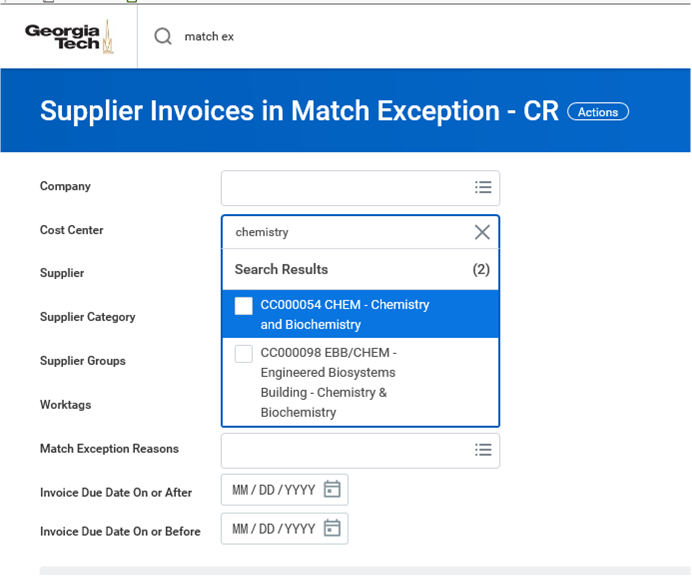 Georgia
Tech
match ex
Supplier Invoices in Match Exception - CR
Actions
Company
Cost Center
chemistry
Search Results (2)
CC000054 CHEM - Chemistry
and Biochemistry
CC000098 EBB/CHEM -
Engineered Biosystems
Building - Chemistry &
Biochemistry
Supplier
Supplier Category
Supplier Groups
Worktags
Match Exception Reasons
Invoice Due Date On or After
MM / DD / YYYY
Invoice Due Date On or Before
MM / DD / YYYY